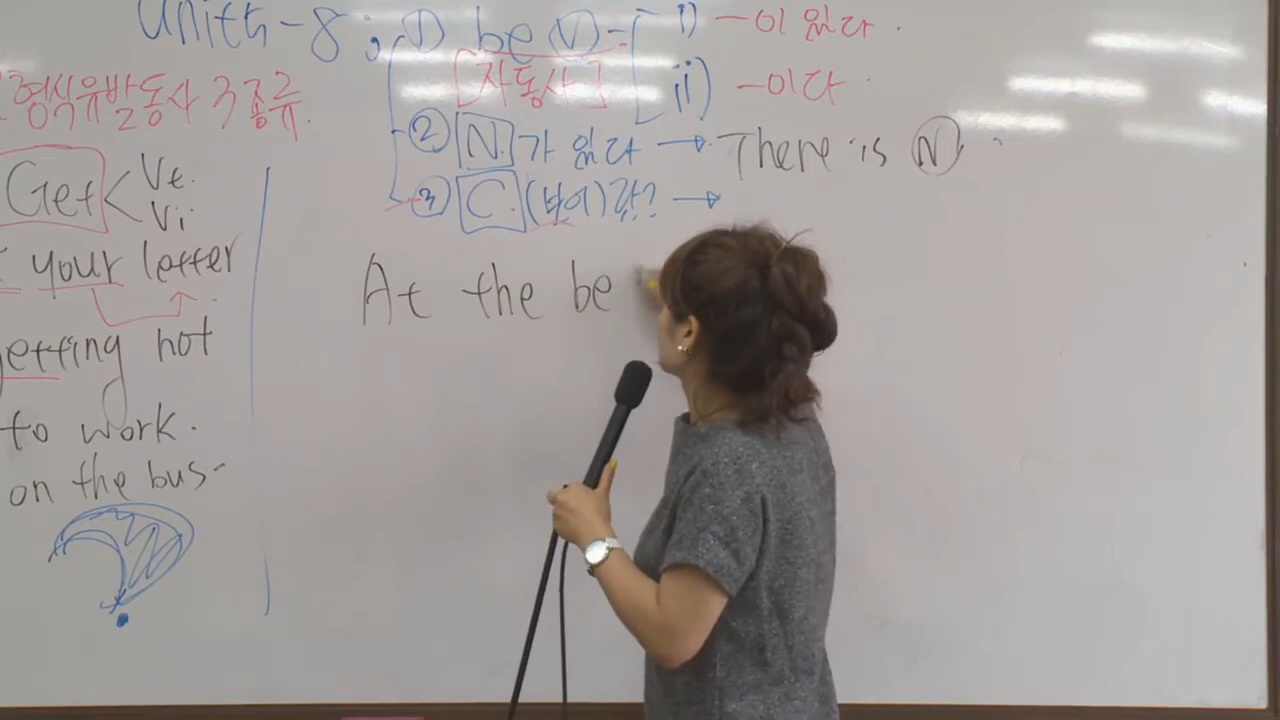 Unit5-8 ; ① be Ⓥ = i) -이 있다.
[자동사] ii) -이다.
② N 가 있다 → There is Ⓝ
③ C (보어)란? →
At the be
형식유발동사 3종류.
Get < Vt. Vi
your letter
getting hot
to work.
on the bus-